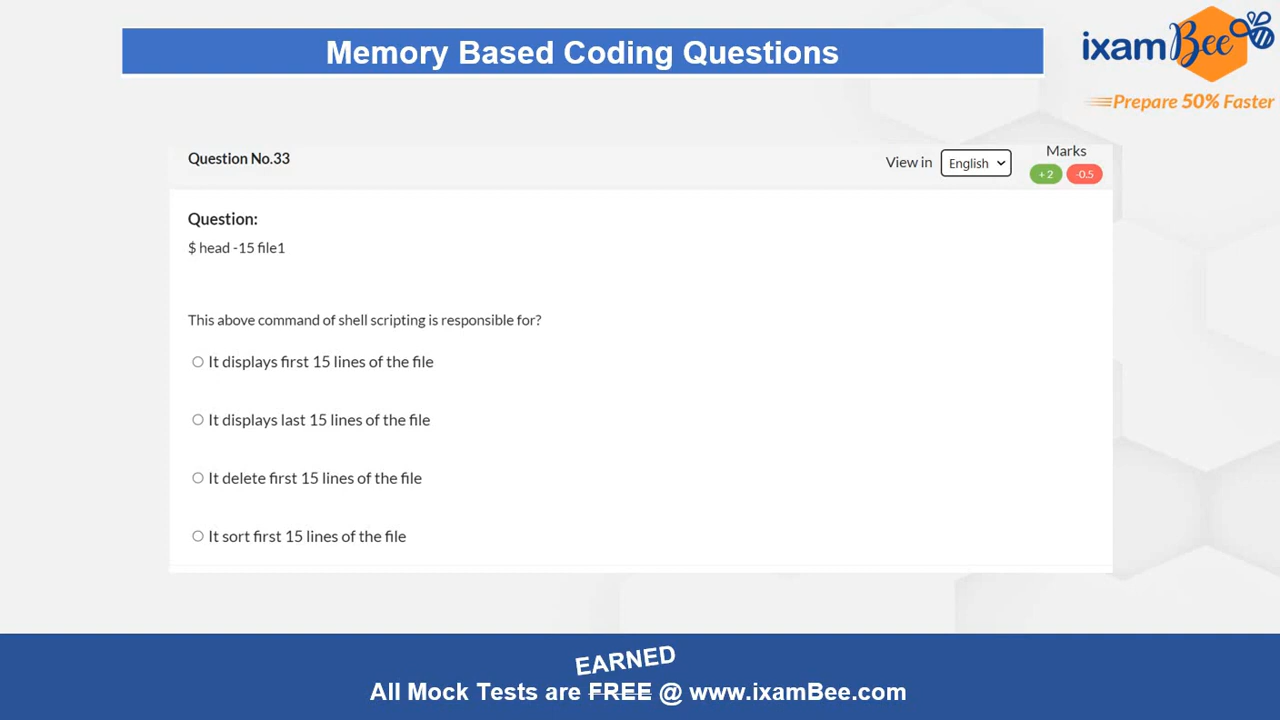 Memory Based Coding Questions
ixamBee
Prepare 50% Faster
Question No.33
View in
English
Marks
+2
-0.5
Question:
$ head -15 file1
This above command of shell scripting is responsible for?
It displays first 15 lines of the file
It displays last 15 lines of the file
It delete first 15 lines of the file
It sort first 15 lines of the file
EARNED
All Mock Tests are FREE @ www.ixamBee.com